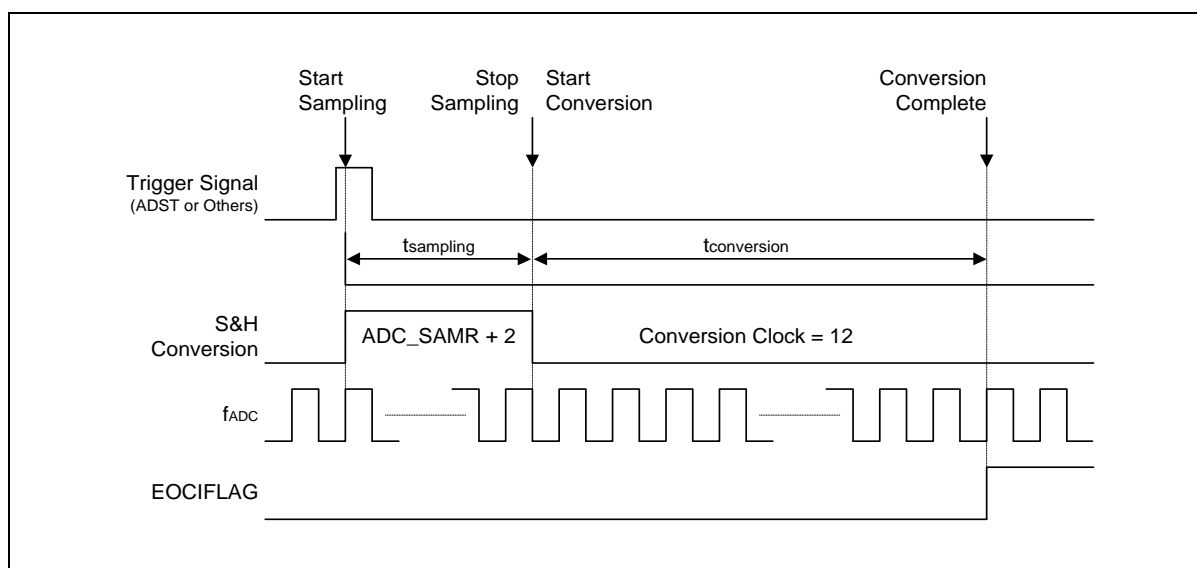 Start
Sampling
Stop
Sampling
Start
Conversion
Conversion
Complete
Trigger Signal
(ADST or Others)
tsampling
tconversion
S&H
Conversion
ADC_SAMR + 2
Conversion Clock = 12
fADC
EOCIFLAG